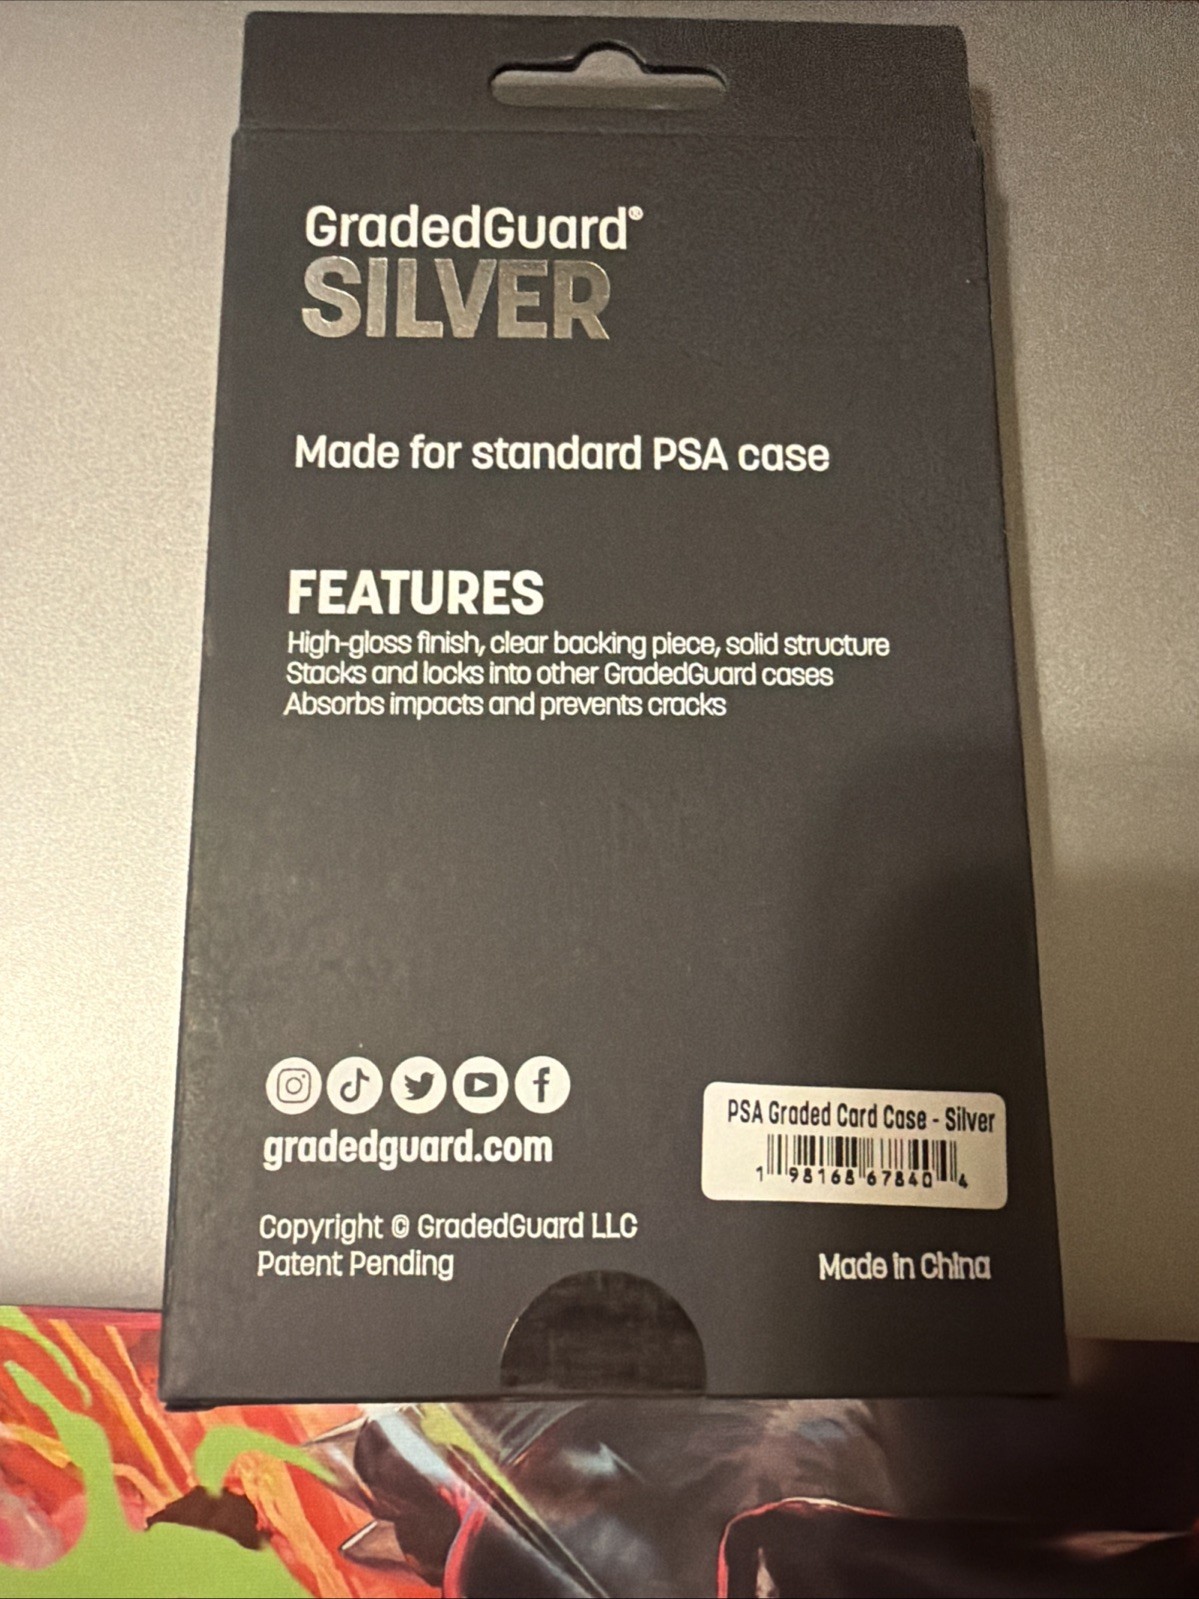 GradedGuard®
SILVER
Made for standard PSA case
FEATURES
High-gloss finish, clear backing piece, solid structure
Stacks and locks into other GradedGuard cases
Absorbs impacts and prevents cracks
gradedguard.com
PSA Graded Card Case - Silver
1 98168 67840 4
Copyright © GradedGuard LLC
Patent Pending
Made in China